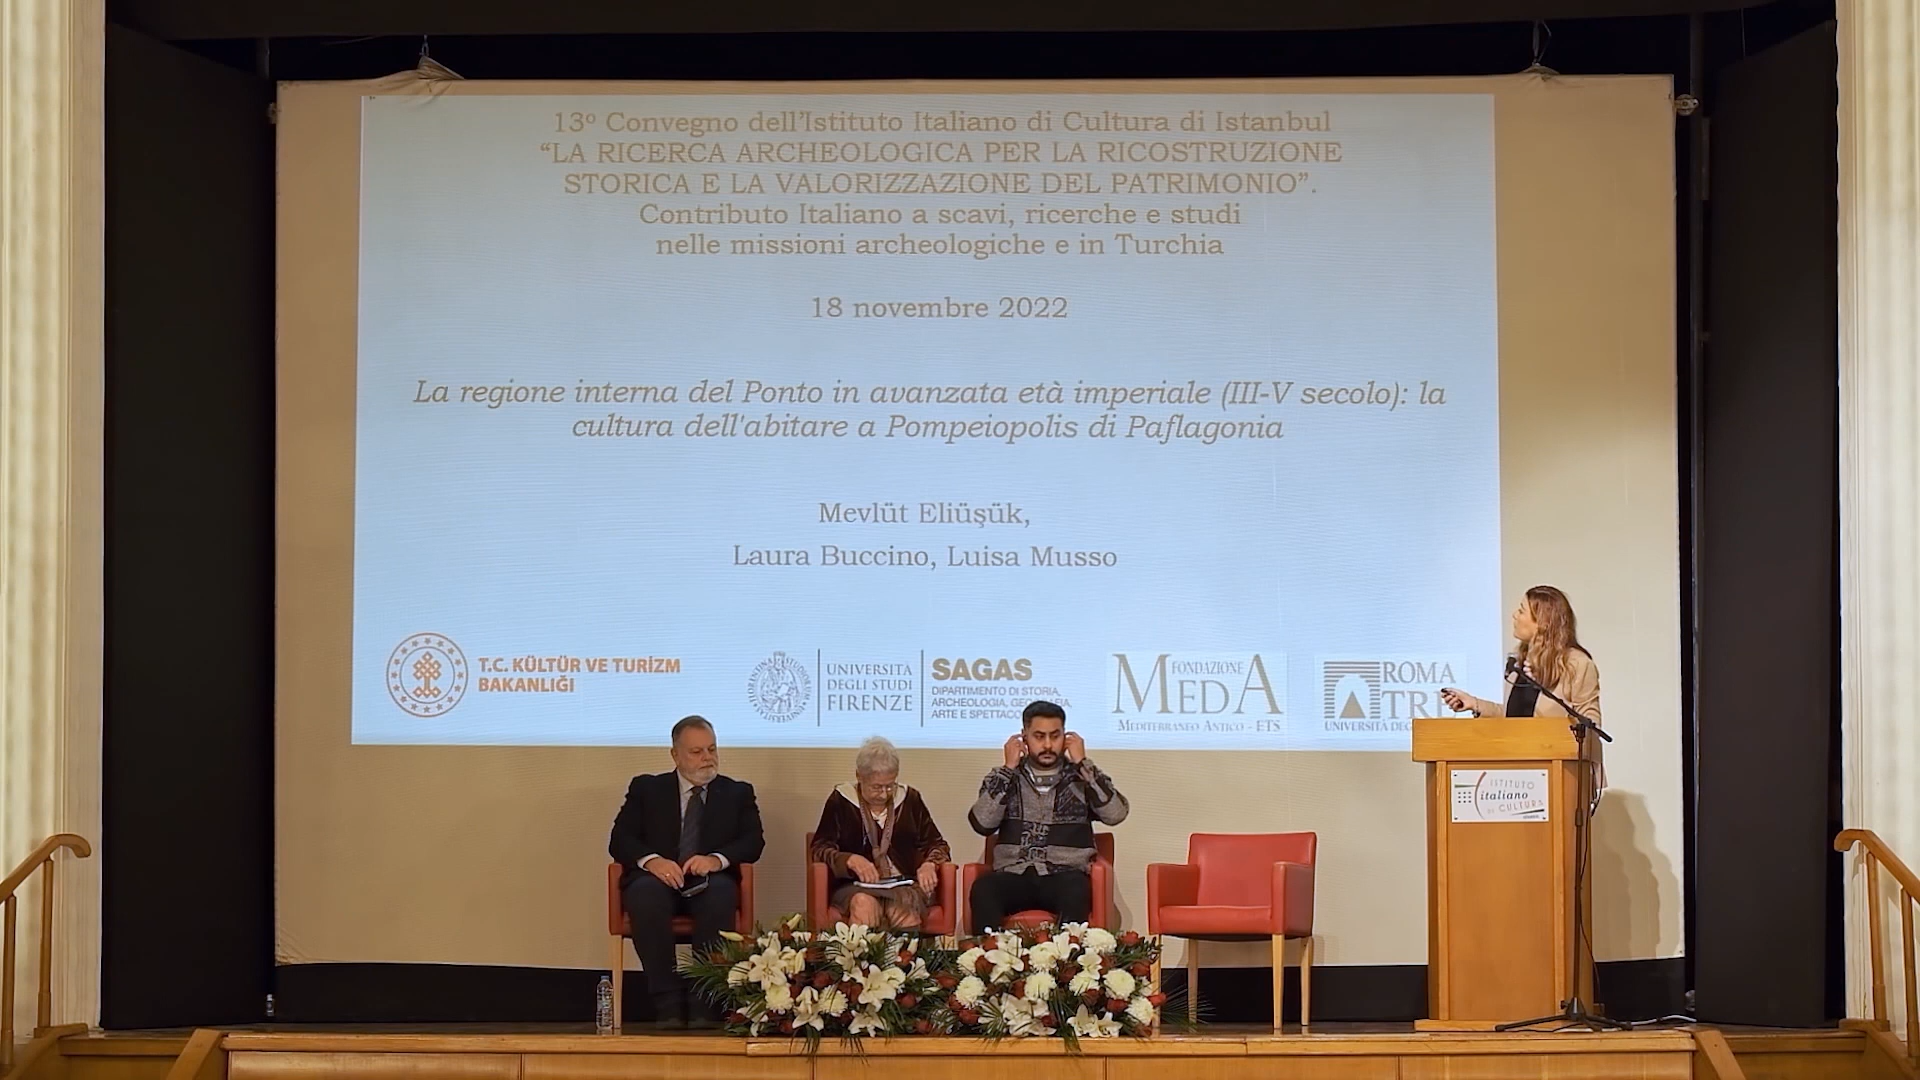 13º Convegno dell'Istituto Italiano di Cultura di Istanbul
“LA RICERCA ARCHEOLOGICA PER LA RICOSTRUZIONE
STORICA E LA VALORIZZAZIONE DEL PATRIMONIO”.
Contributo Italiano a scavi, ricerche e studi
nelle missioni archeologiche e in Turchia
18 novembre 2022
La regione interna del Ponto in avanzata età imperiale (III-V secolo): la
cultura dell'abitare a Pompeiopolis di Paflagonia
Mevlüt Eliüşük,
Laura Buccino, Luisa Musso
T.C. KÜLTÜR VE TURİZM
BAKANLIĞI
UNIVERSITÀ
DEGLI STUDI
FIRENZE
SAGAS
DIPARTIMENTO DI STORIA,
ARCHEOLOGIA,
ARTE E
FONDAZIONE
MEDA
MEDITERRANEO ANTICO - ETS
ROMA
TRE
UNIVERSITÀ
ISTITUTO
italiano
DI CULTURA